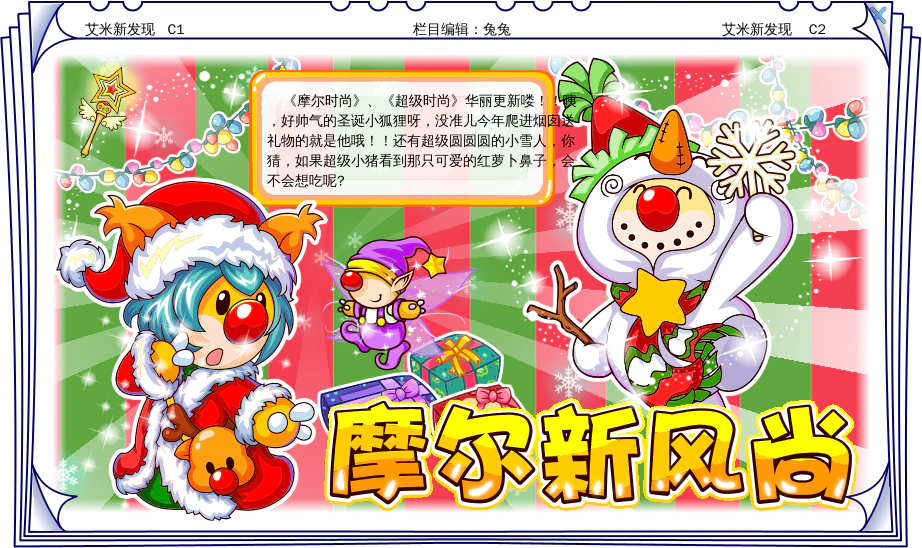 艾米新发现 C1
栏目编辑：兔兔
艾米新发现 C2
《摩尔时尚》、《超级时尚》华丽更新喽！！咦
，好帅气的圣诞小狐狸呀，没准儿今年爬进烟囱送
礼物的就是他哦！！还有超级圆圆圆的小雪人，你
猜，如果超级小猪看到那只可爱的红萝卜鼻子，会
不会想吃呢?
摩尔新风尚